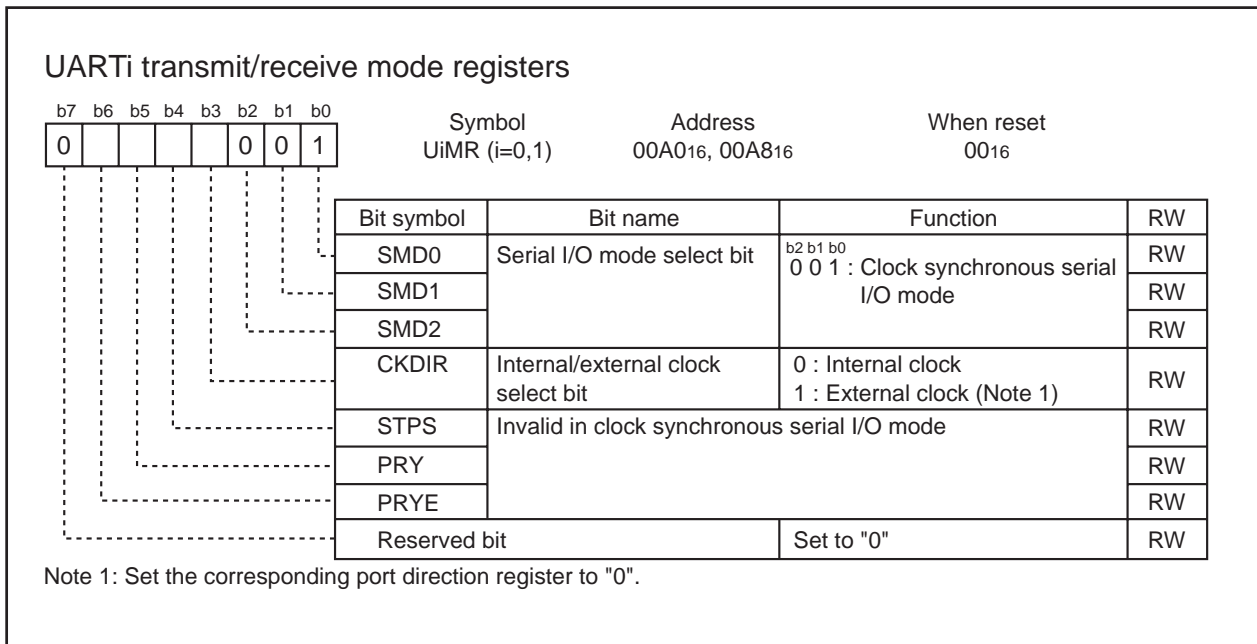 UARTi transmit/receive mode registers
b7 b6 b5 b4 b3 b2 b1 b0
0 0 0 1
Symbol Address When reset
UiMR (i=0,1) 00A016, 00A816 0016
Bit symbol Bit name Function RW
SMD0 Serial I/O mode select bit b2 b1 b0 RW
0 0 1 : Clock synchronous serial
SMD1 I/O mode RW
SMD2 RW
CKDIR Internal/external clock 0 : Internal clock RW
select bit 1 : External clock (Note 1)
STPS Invalid in clock synchronous serial I/O mode RW
PRY RW
PRYE RW
Reserved bit Set to "0" RW
Note 1: Set the corresponding port direction register to "0".